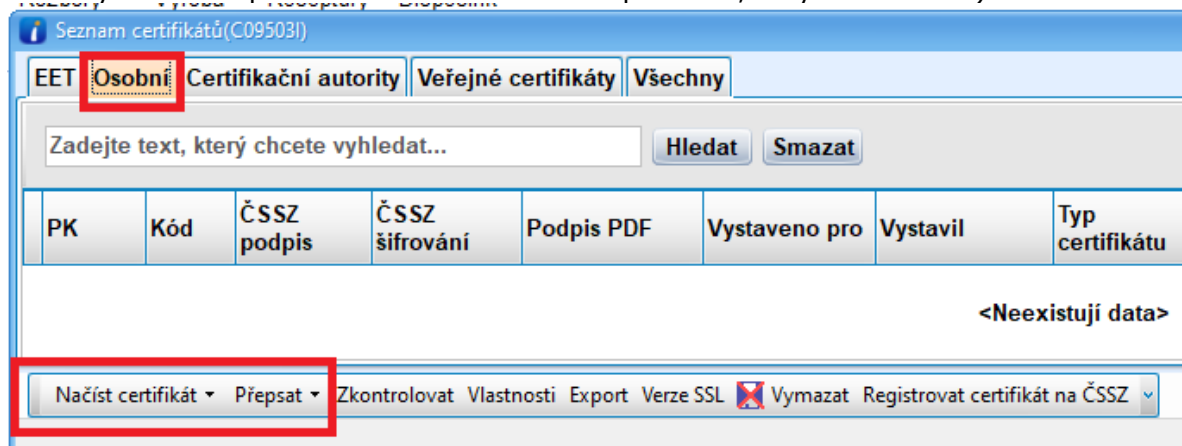 Seznam certifikátů(C09503I)
EET Osobní Certifikační autority Veřejné certifikáty Všechny
Zadejte text, který chcete vyhledat... Hledat Smazat
PK Kód ČSSZ podpis ČSSZ šifrování Podpis PDF Vystaveno pro Vystavil Typ certifikátu
<Neexistují data>
Načíst certifikát Přepsat Zkontrolovat Vlastnosti Export Verze SSL Vymazat Registrovat certifikát na ČSSZ